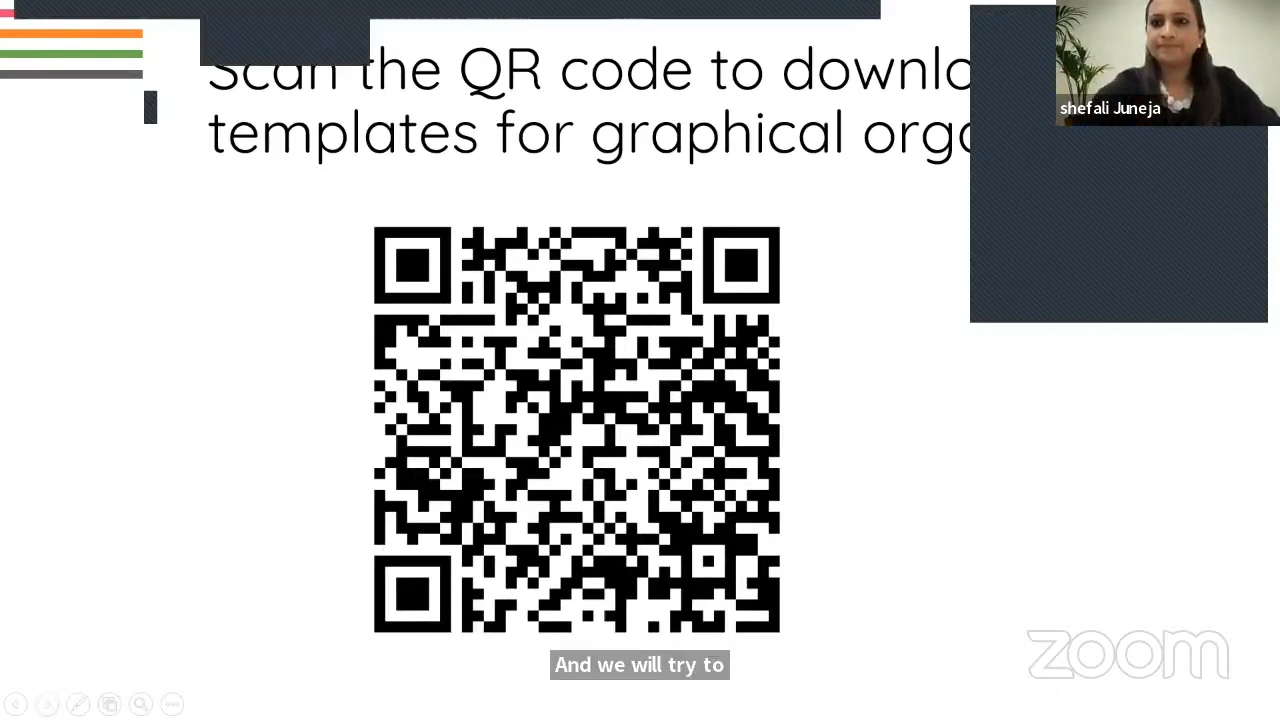 Scan the QR code to downlo
templates for graphical orga
shefali Juneja
And we will try to
zoom